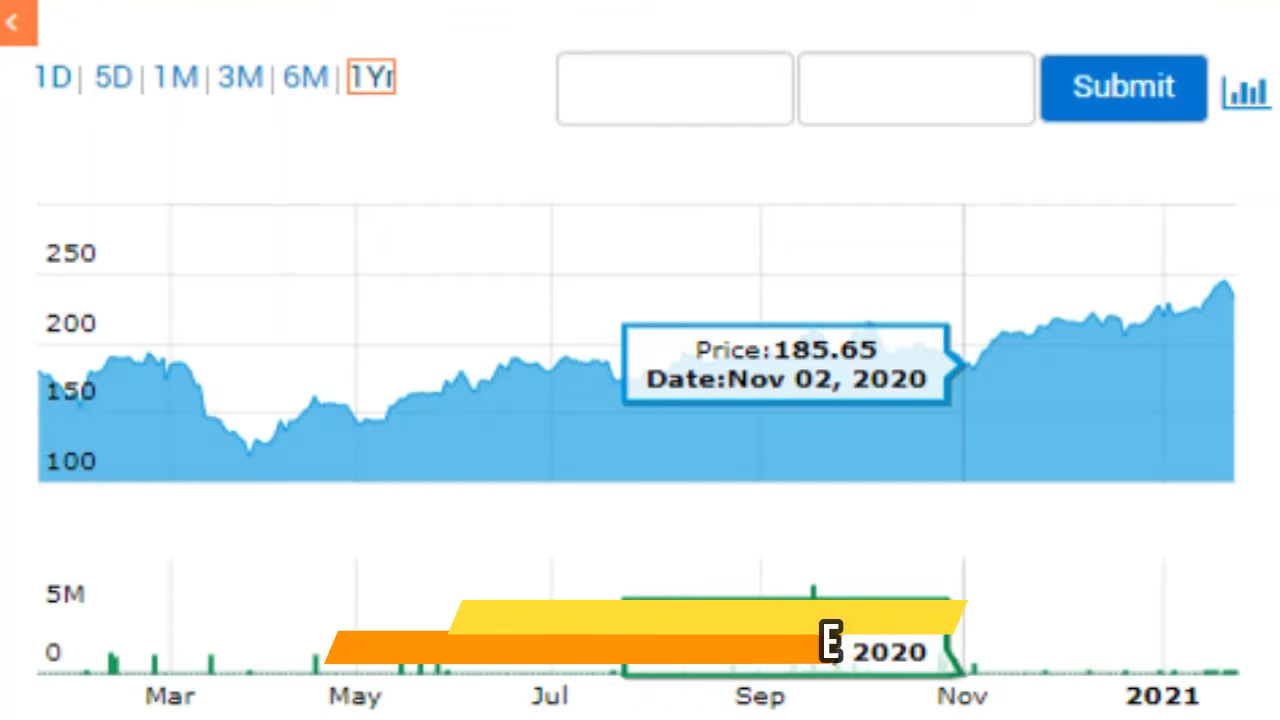 1D| 5D| 1M| 3M| 6M| 1Yr
Submit
250
200
150
100
Price:185.65
Date:Nov 02, 2020
5M
0
E 2020
Mar May Jul Sep Nov 2021